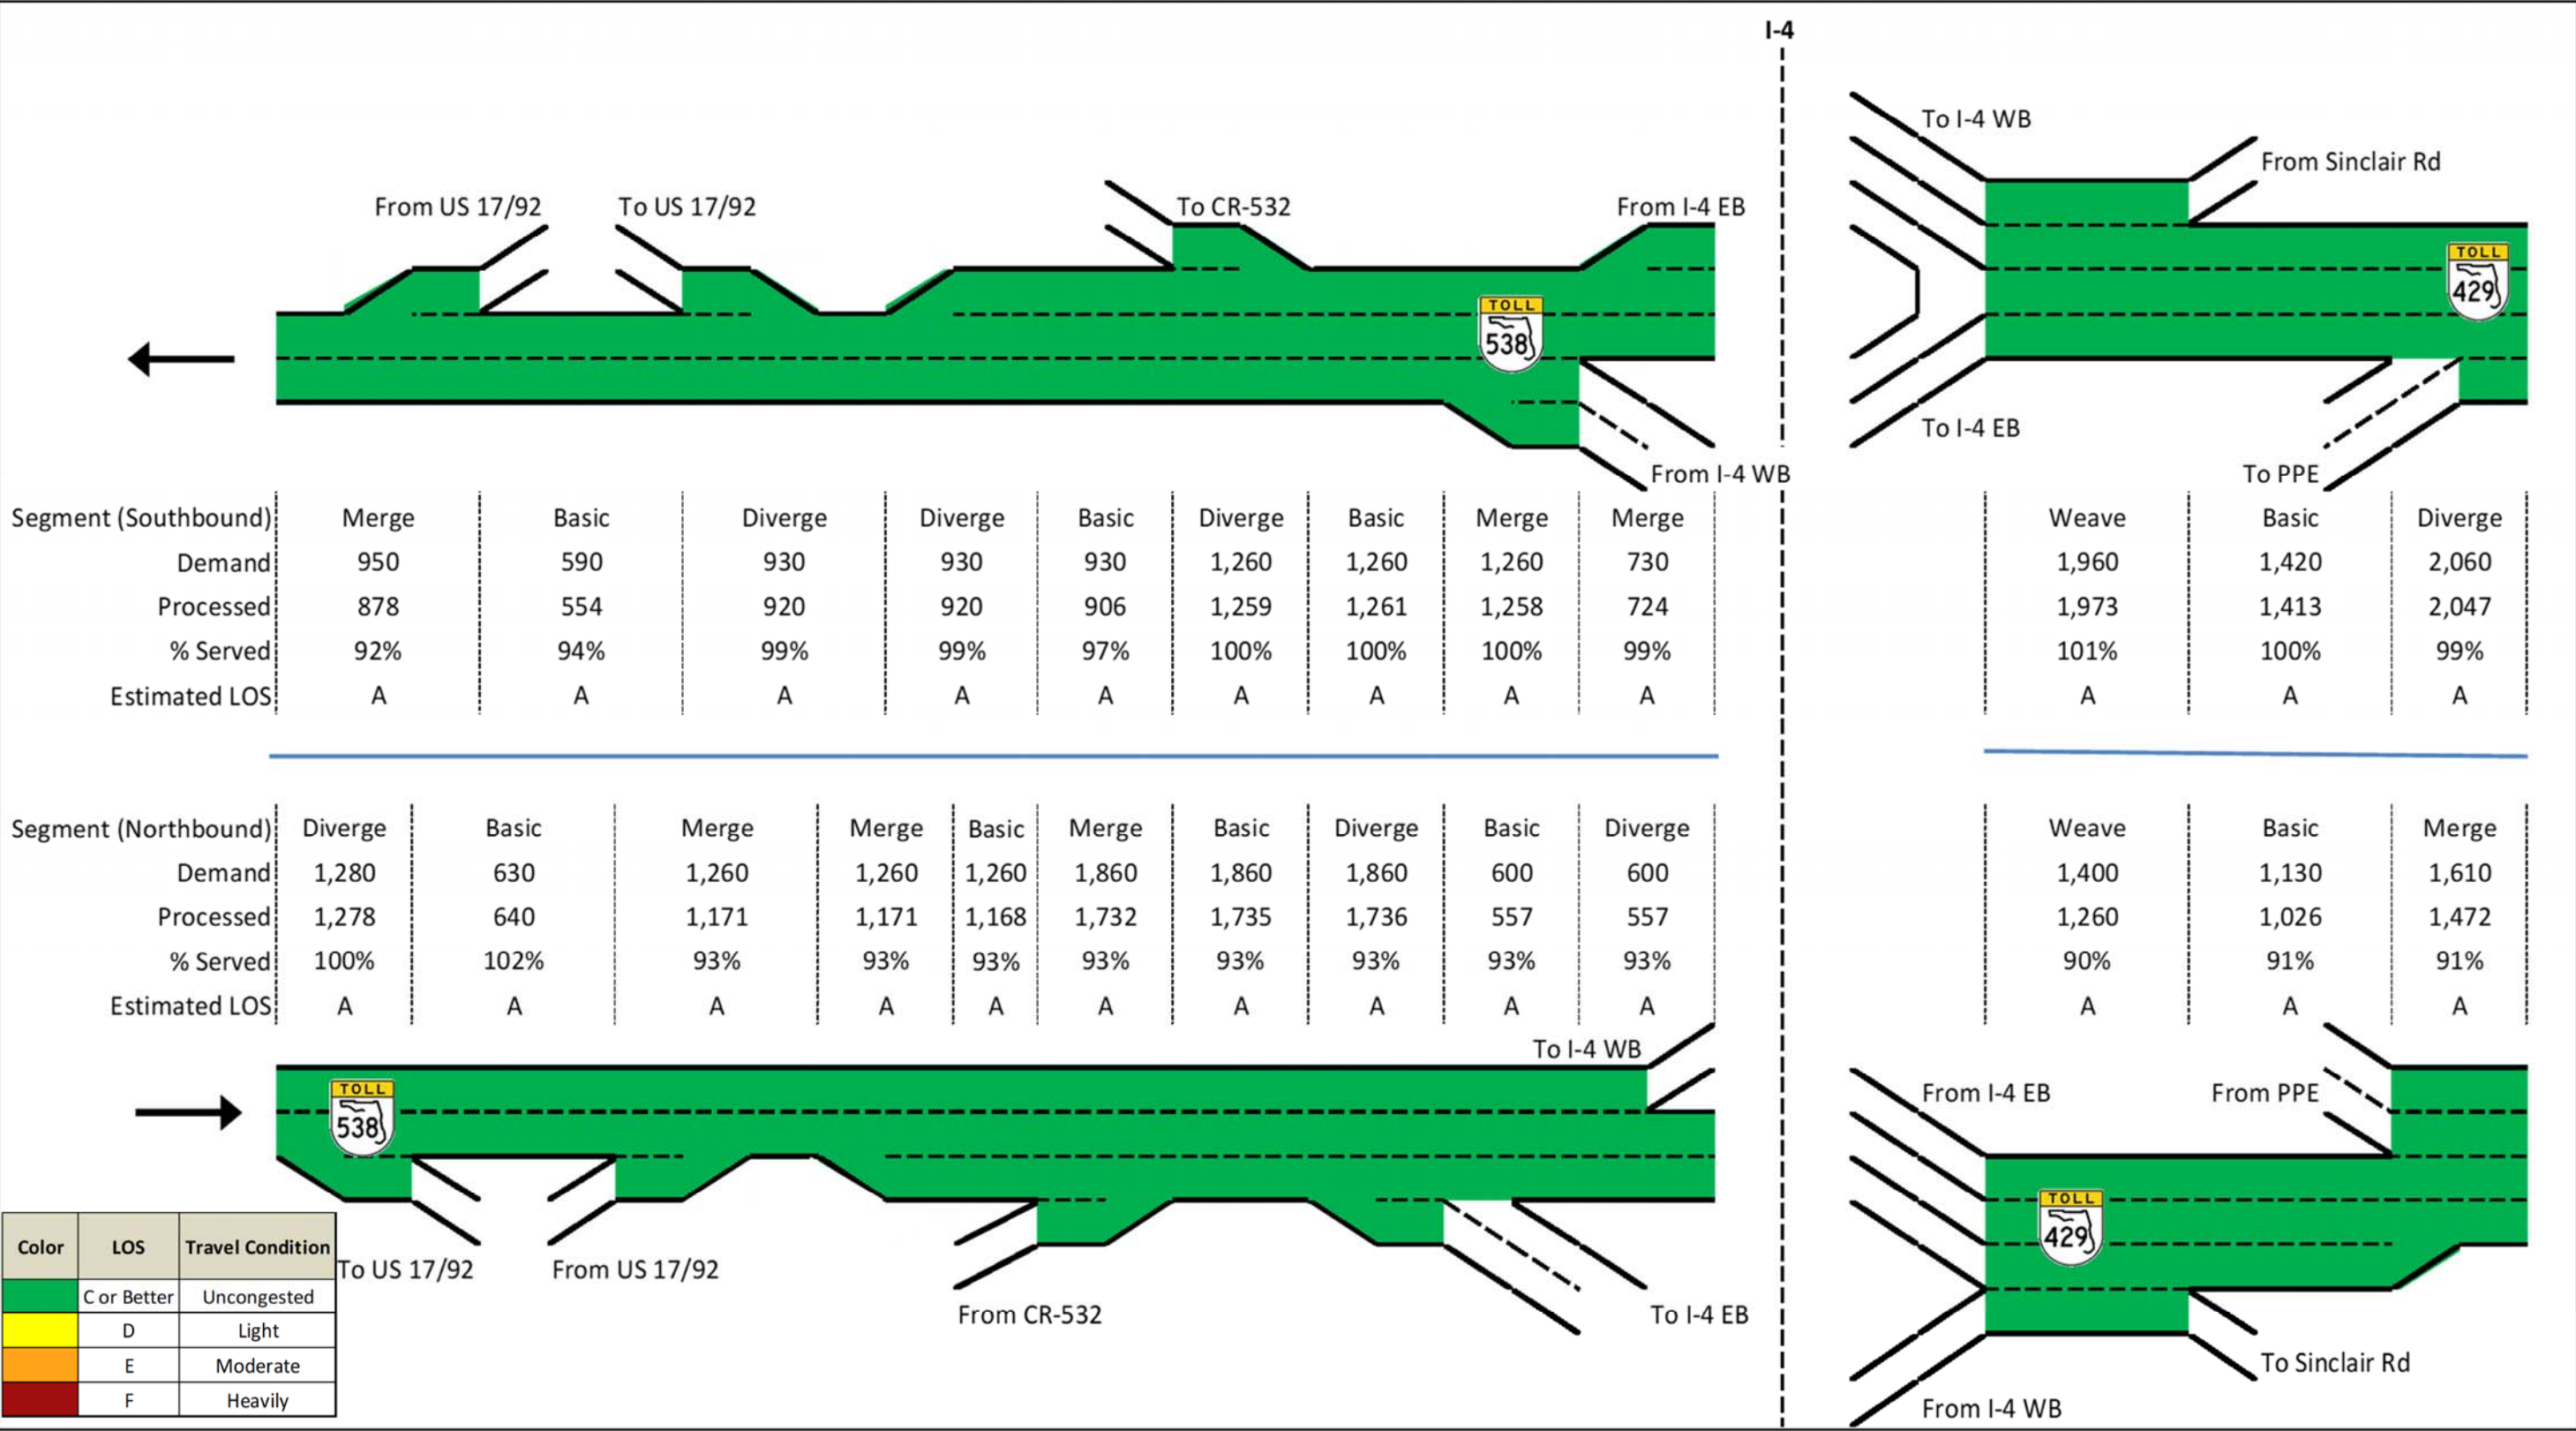 I-4
To I-4 WB
From Sinclair Rd
From US 17/92 To US 17/92 To CR-532 From I-4 EB
TOLL
429
TOLL
538
To I-4 EB
From I-4 WB To PPE
Segment (Southbound) Merge Basic Diverge Diverge Basic Diverge Basic Merge Merge Weave Basic Diverge
Demand 950 590 930 930 930 1,260 1,260 1,260 730 1,960 1,420 2,060
Processed 878 554 920 920 906 1,259 1,261 1,258 724 1,973 1,413 2,047
% Served 92% 94% 99% 99% 97% 100% 100% 100% 99% 101% 100% 99%
Estimated LOS A A A A A A A A A A A A
Segment (Northbound) Diverge Basic Merge Merge Basic Merge Basic Diverge Basic Diverge Weave Basic Merge
Demand 1,280 630 1,260 1,260 1,260 1,860 1,860 1,860 600 600 1,400 1,130 1,610
Processed 1,278 640 1,171 1,171 1,168 1,732 1,735 1,736 557 557 1,260 1,026 1,472
% Served 100% 102% 93% 93% 93% 93% 93% 93% 93% 93% 90% 91% 91%
Estimated LOS A A A A A A A A A A A A A
To I-4 WB
TOLL
538
From I-4 EB From PPE
TOLL
429
To US 17/92 From US 17/92
From CR-532 To I-4 EB
To Sinclair Rd
From I-4 WB
Color LOS Travel Condition
C or Better Uncongested
D Light
E Moderate
F Heavily